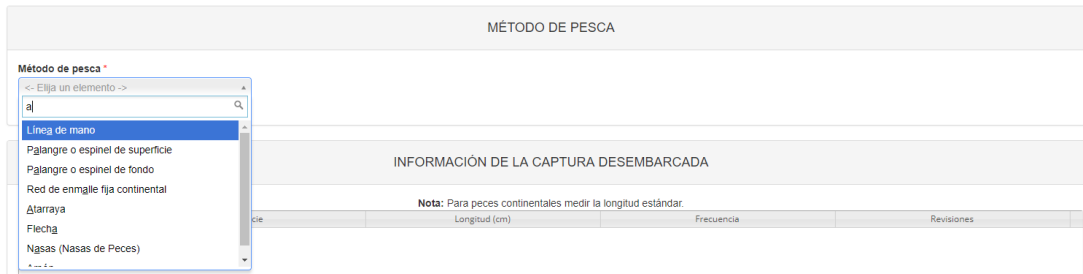 MÉTODO DE PESCA
Método de pesca *
<- Elija un elemento ->
a
Línea de mano
Palangre o espinel de superficie
Palangre o espinel de fondo
Red de enmalle fija continental
Atarraya
Flecha
Nasas (Nasas de Peces)
INFORMACIÓN DE LA CAPTURA DESEMBARCADA
Nota: Para peces continentales medir la longitud estándar.
cie Longitud (cm) Frecuencia Revisiones